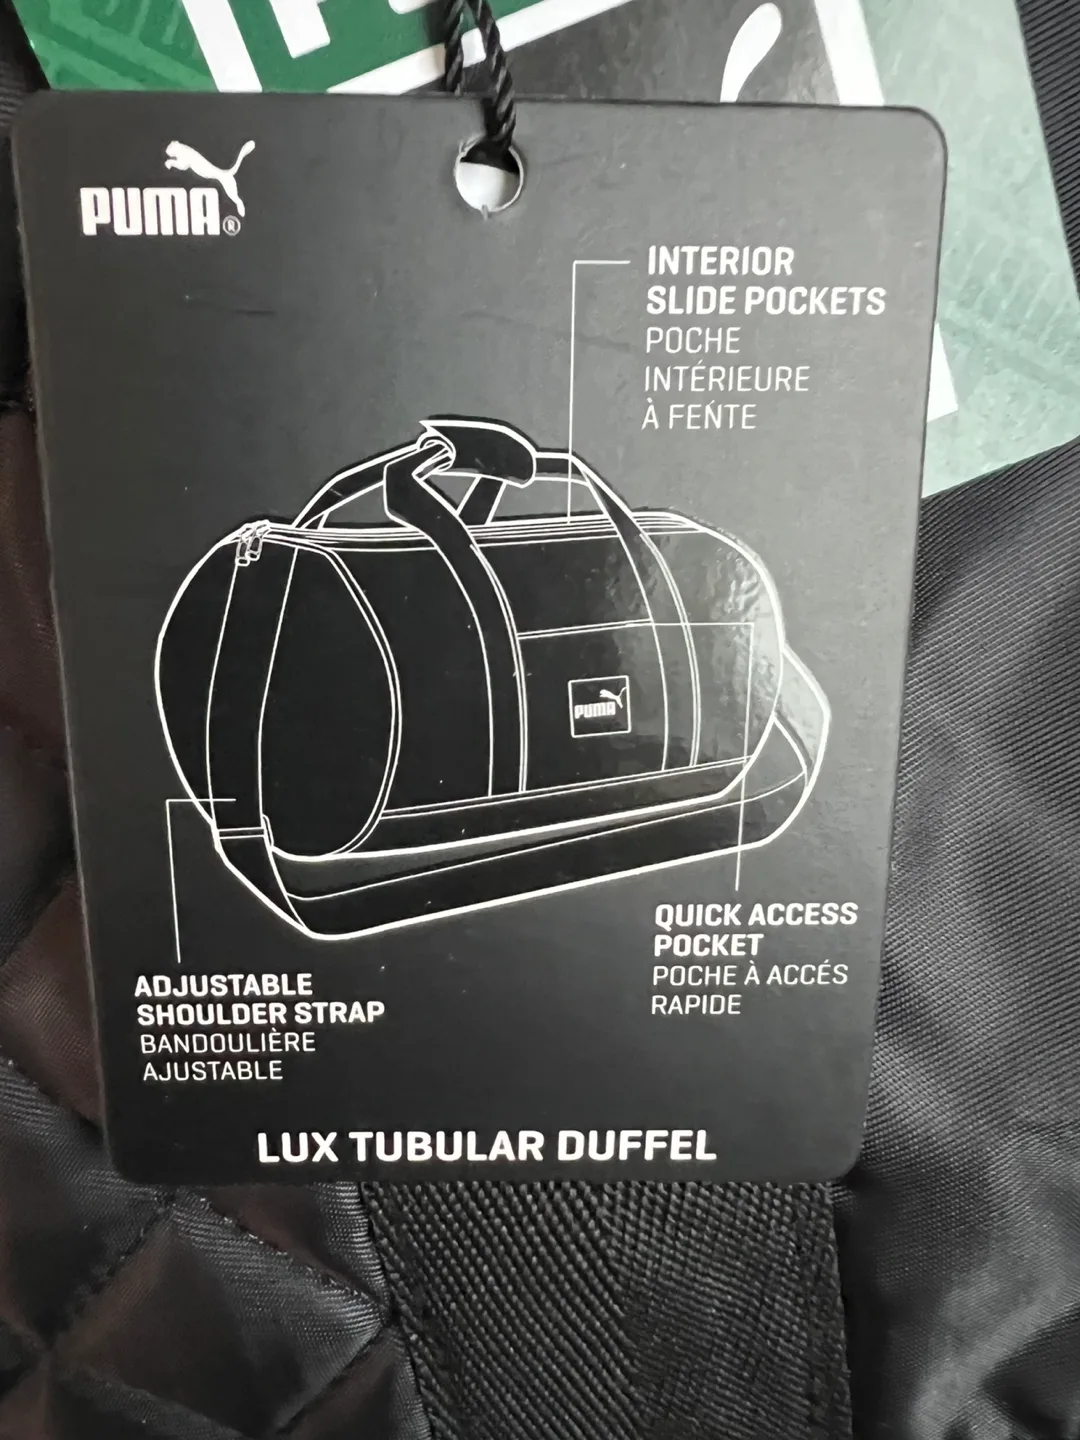 PUMA®
INTERIOR
SLIDE POCKETS
POCHE
INTÉRIEURE
À FEŃTE
PUMA
QUICK ACCESS
POCKET
POCHE À ACCÉS
RAPIDE
ADJUSTABLE
SHOULDER STRAP
BANDOULIÈRE
AJUSTABLE
LUX TUBULAR DUFFEL